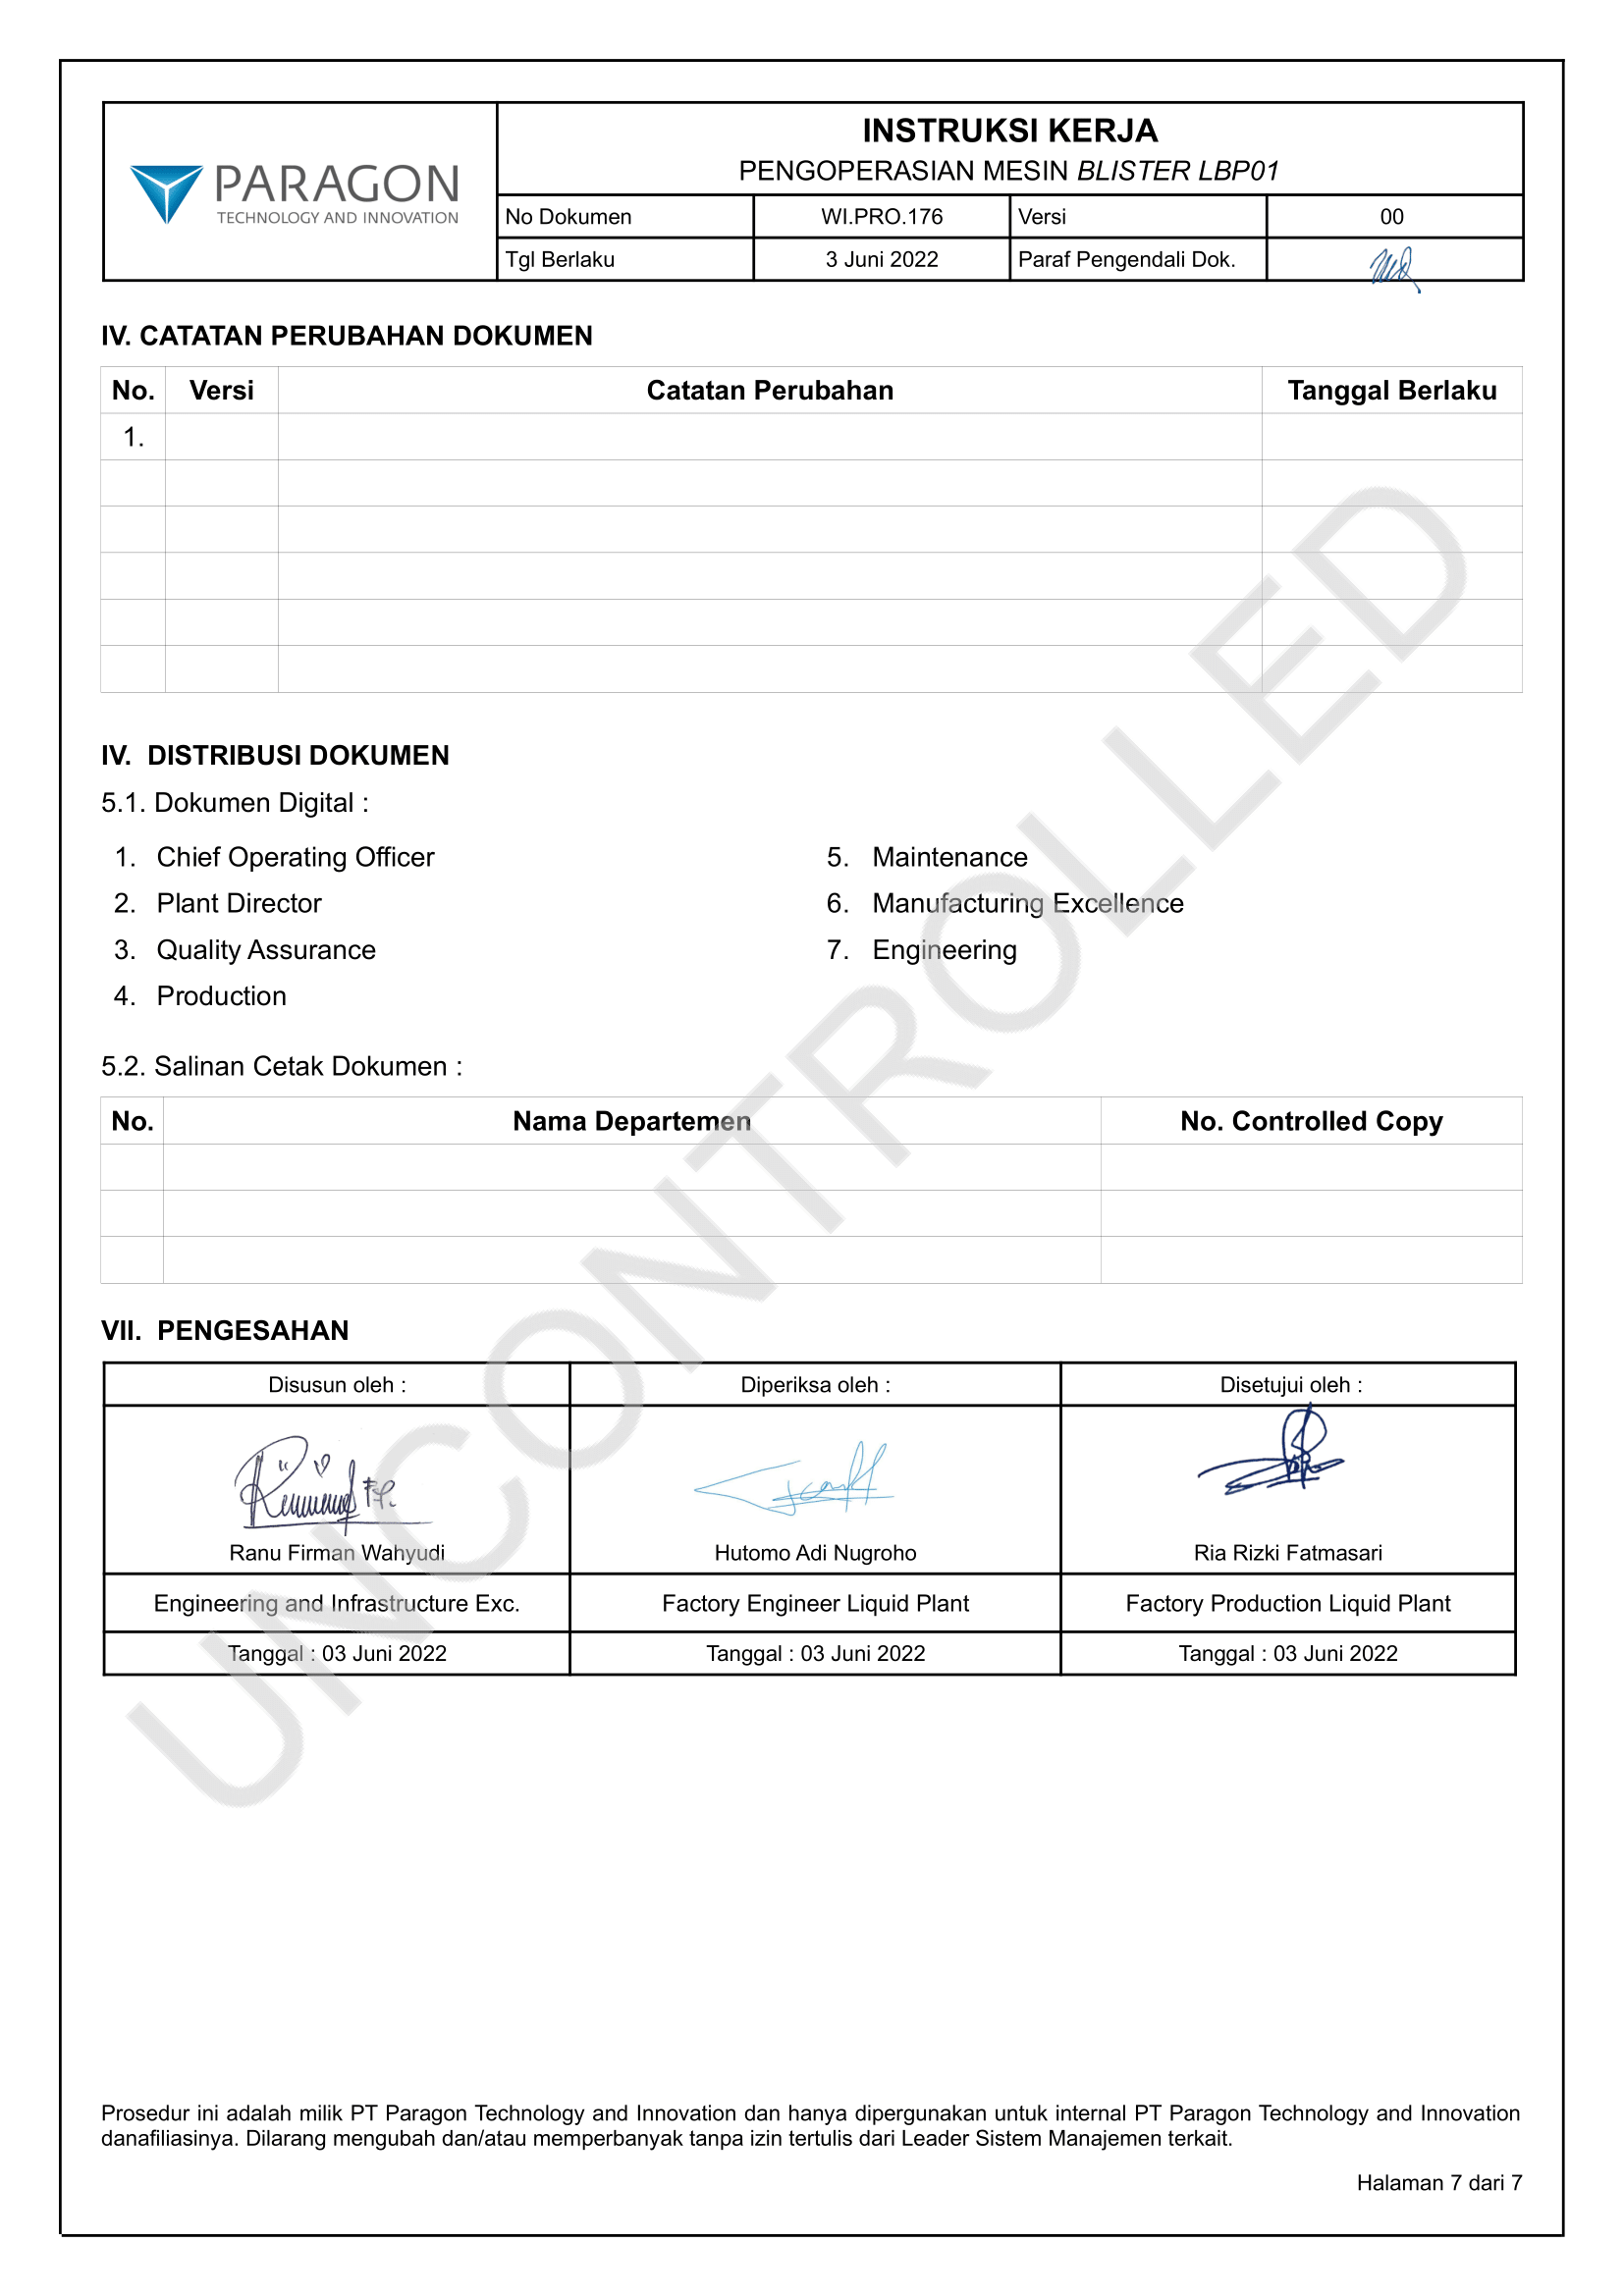 PARAGON
TECHNOLOGY AND INNOVATION
INSTRUKSI KERJA
PENGOPERASIAN MESIN BLISTER LBP01
No Dokumen WI.PRO.176 Versi 00
Tgl Berlaku 3 Juni 2022 Paraf Pengendali Dok.
IV. CATATAN PERUBAHAN DOKUMEN
No. Versi Catatan Perubahan Tanggal Berlaku
1.
IV. DISTRIBUSI DOKUMEN
5.1. Dokumen Digital :
1. Chief Operating Officer
2. Plant Director
3. Quality Assurance
4. Production
5. Maintenance
6. Manufacturing Excellence
7. Engineering
5.2. Salinan Cetak Dokumen :
No. Nama Departemen No. Controlled Copy
VII. PENGESAHAN
Disusun oleh : Diperiksa oleh : Disetujui oleh :
Ranu Firman Wahyudi Hutomo Adi Nugroho Ria Rizki Fatmasari
Engineering and Infrastructure Exc. Factory Engineer Liquid Plant Factory Production Liquid Plant
Tanggal : 03 Juni 2022 Tanggal : 03 Juni 2022 Tanggal : 03 Juni 2022
UNCONTROLLED
Prosedur ini adalah milik PT Paragon Technology and Innovation dan hanya dipergunakan untuk internal PT Paragon Technology and Innovation
danafiliasinya. Dilarang mengubah dan/atau memperbanyak tanpa izin tertulis dari Leader Sistem Manajemen terkait.
Halaman 7 dari 7